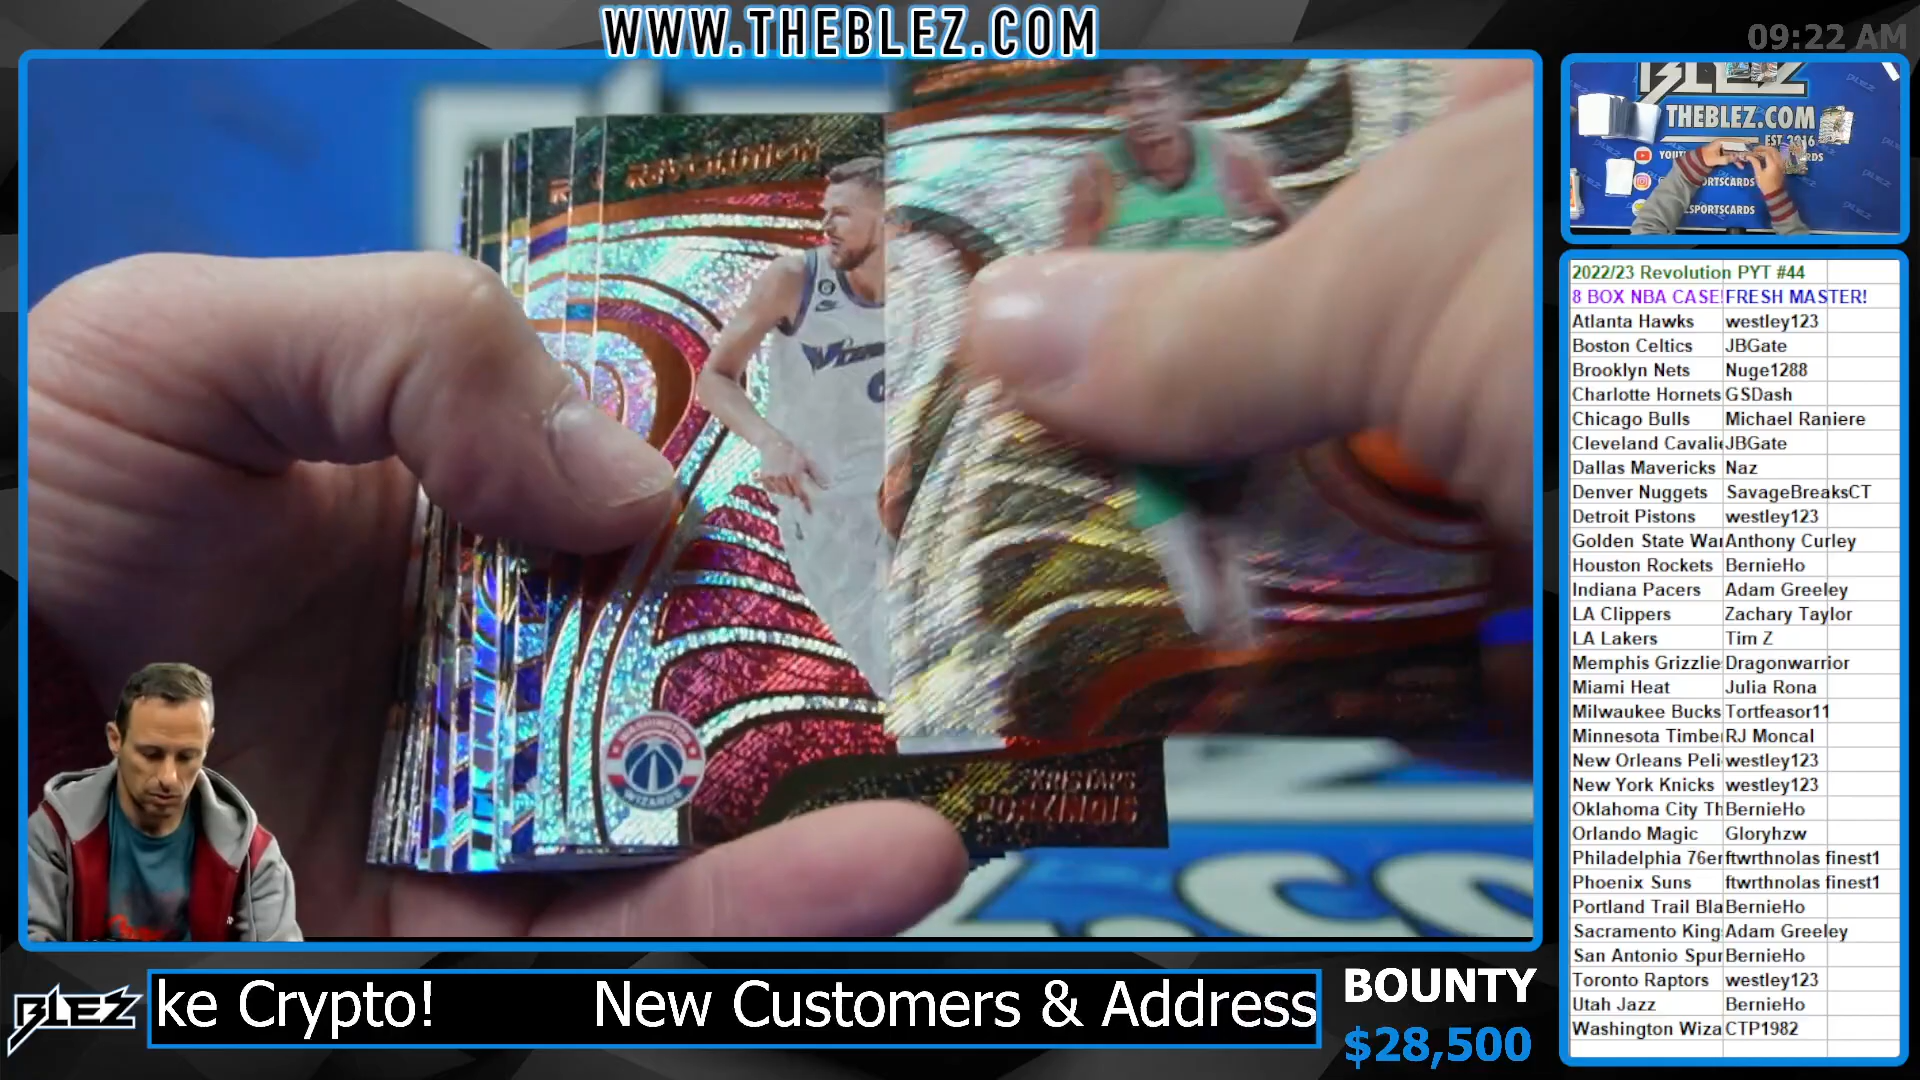 WWW.THEBLEZ.COM
09:22 AM
BLEZ
THEBLEZ.COM
EST. 2016
REVOLUTION
WASHINGTON
WIZARDS
KRISTAPS
PORZINGIS
2022/23 Revolution PYT #44
8 BOX NBA CASE! FRESH MASTER!
Atlanta Hawks westley123
Boston Celtics JBGate
Brooklyn Nets Nuge1288
Charlotte Hornets GSDash
Chicago Bulls Michael Raniere
Cleveland Cavalie JBGate
Dallas Mavericks Naz
Denver Nuggets SavageBreaksCT
Detroit Pistons westley123
Golden State War Anthony Curley
Houston Rockets BernieHo
Indiana Pacers Adam Greeley
LA Clippers Zachary Taylor
LA Lakers Tim Z
Memphis Grizzlie Dragonwarrior
Miami Heat Julia Rona
Milwaukee Bucks Tortfeasor11
Minnesota Timbe RJ Moncal
New Orleans Peli westley123
New York Knicks westley123
Oklahoma City Th BernieHo
Orlando Magic Gloryhzw
Philadelphia 76er ftwrthnolas finest1
Phoenix Suns ftwrthnolas finest1
Portland Trail Bla BernieHo
Sacramento King Adam Greeley
San Antonio Spur BernieHo
Toronto Raptors westley123
Utah Jazz BernieHo
Washington Wiza CTP1982
BLEZ
ke Crypto! New Customers & Address
BOUNTY
$28,500